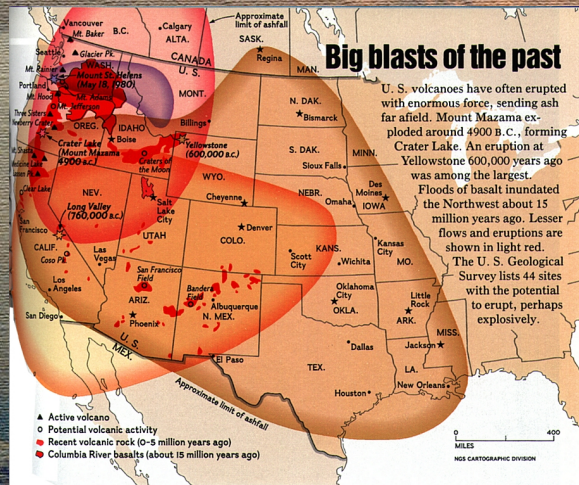 Big blasts of the past
U. S. volcanoes have often erupted
with enormous force, sending ash
far afield. Mount Mazama ex-
ploded around 4900 B.C., forming
Crater Lake. An eruption at
Yellowstone 600,000 years ago
was among the largest.
Floods of basalt inundated
the Northwest about 15
million years ago. Lesser
flows and eruptions are
shown in light red.
The U. S. Geological
Survey lists 44 sites
with the potential
to erupt, perhaps
explosively.
Vancouver
Mt. Baker
B.C.
Calgary
ALTA.
Approximate
limit of ashfall
SASK.
Regina
MAN.
Seattle
Glacier Pk.
CANADA
U. S.
WASH.
Mt. Rainier
Mount St. Helens
(May 18, 1980)
Portland
Mt. Adams
Mt. Hood
Mt. Jefferson
MONT.
N. DAK.
Bismarck
Three Sisters
Newberry Crater
OREG.
IDAHO
Boise
Billings
Crater Lake
(Mount Mazama
4900 B.C.)
Craters of
the Moon
Yellowstone
(600,000 B.C.)
S. DAK.
MINN.
Sioux Falls
Mt. Shasta
Medicine Lake
Lassen Pk.
Clear Lake
WYO.
Cheyenne
NEBR.
Omaha
Des
Moines
IOWA
NEV.
Long Valley
(760,000 B.C.)
Salt
Lake
City
San
Francisco
UTAH
Denver
COLO.
KANS.
Scott
City
Wichita
Kansas
City
MO.
CALIF.
Coso Pk.
Las
Vegas
San Francisco
Field
Los
Angeles
ARIZ.
Bandera
Field
Albuquerque
N. MEX.
Oklahoma
City
OKLA.
Little
Rock
ARK.
San Diego
Phoenix
U. S.
MEX.
El Paso
MISS.
Jackson
Dallas
TEX.
LA.
New Orleans
Houston
Approximate limit of ashfall
Active volcano
Potential volcanic activity
Recent volcanic rock (0-5 million years ago)
Columbia River basalts (about 15 million years ago)
0 400
MILES
NGS CARTOGRAPHIC DIVISION